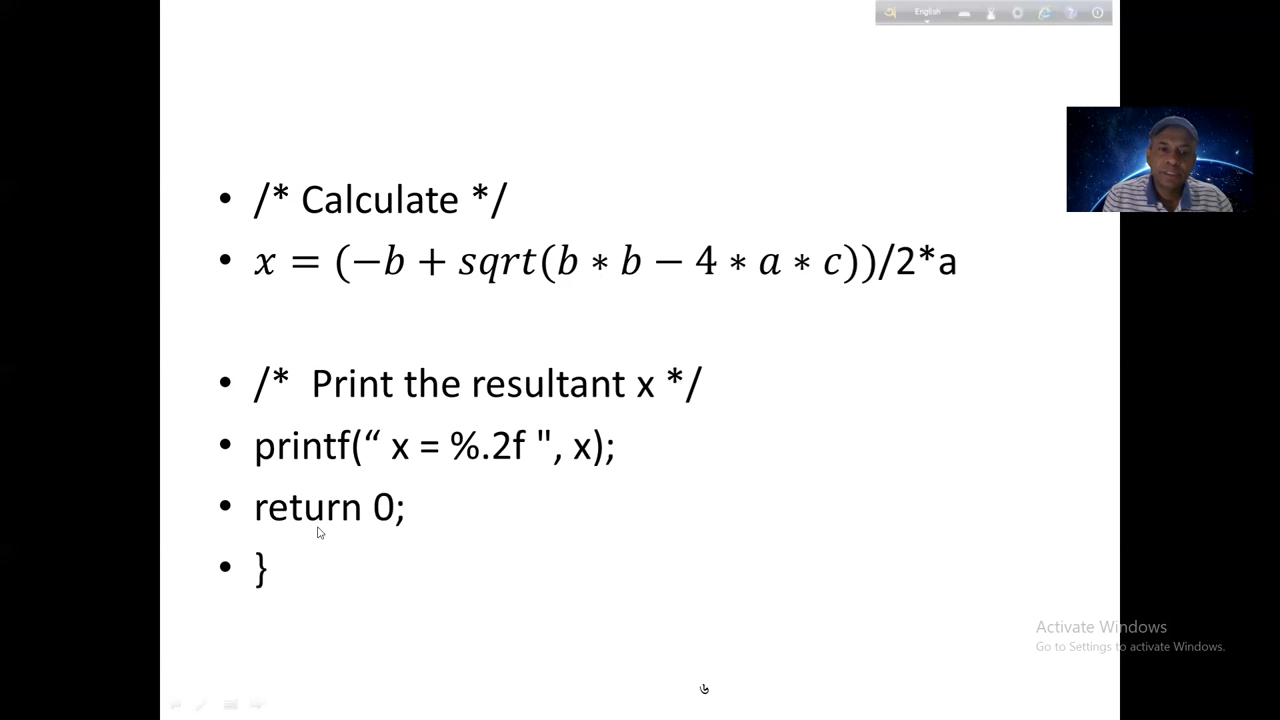 English
• /* Calculate */
• x = (−b + sqrt(b ∗ b − 4 ∗ a ∗ c))/2*a
• /* Print the resultant x */
• printf(“ x = %.2f ", x);
• return 0;
• }
Activate Windows
Go to Settings to activate Windows.
৬